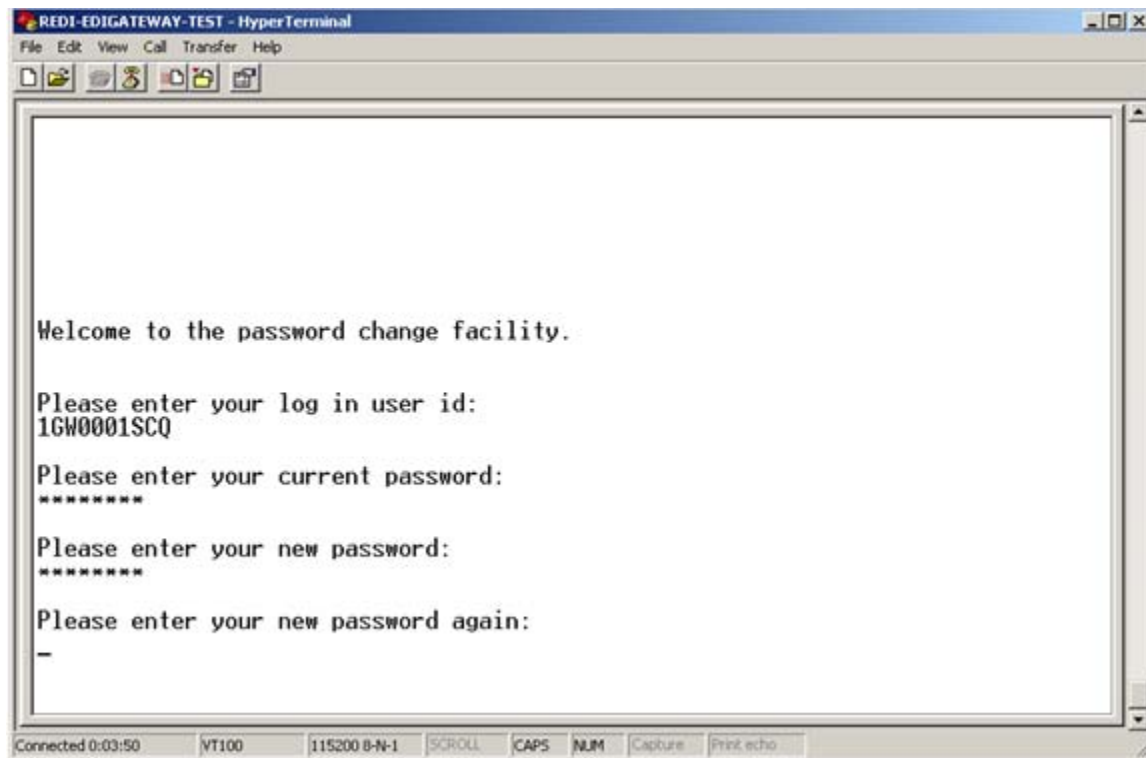 REDI-EDIGATEWAY-TEST - HyperTerminal
File Edit View Call Transfer Help
Welcome to the password change facility.
Please enter your log in user id:
1GW0001SCQ
Please enter your current password:
********
Please enter your new password:
********
Please enter your new password again:
_
Connected 0:03:50 VT100 115200 8-N-1 SCROLL CAPS NUM Capture Print echo